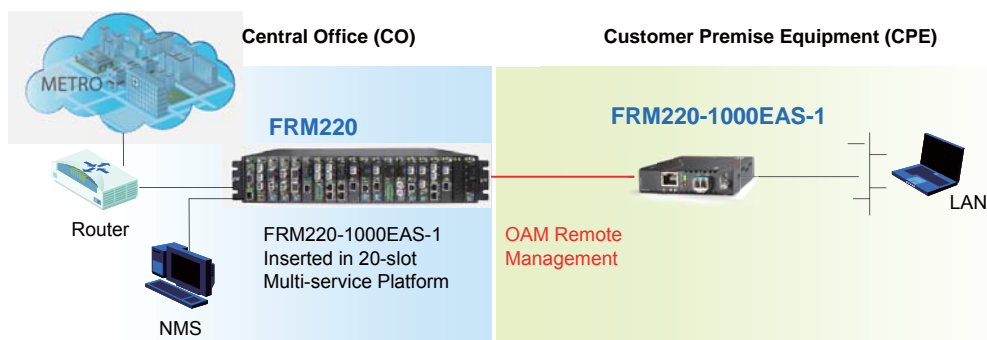 Central Office (CO)
Customer Premise Equipment (CPE)
METRO
FRM220
FRM220-1000EAS-1
Router
FRM220-1000EAS-1
Inserted in 20-slot
Multi-service Platform
OAM Remote
Management
LAN
NMS